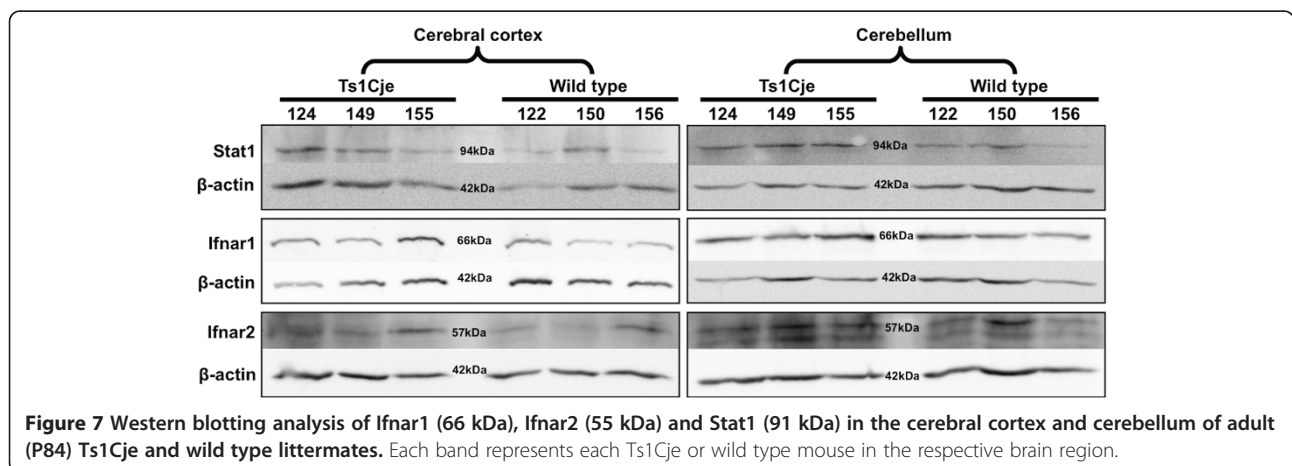 Cerebral cortex Cerebellum
Ts1Cje Wild type Ts1Cje Wild type
124 149 155 122 150 156 124 149 155 122 150 156
Stat1 94kDa 94kDa
β-actin 42kDa 42kDa
Ifnar1 66kDa 66kDa
β-actin 42kDa 42kDa
Ifnar2 57kDa 57kDa
β-actin 42kDa 42kDa
Figure 7 Western blotting analysis of Ifnar1 (66 kDa), Ifnar2 (55 kDa) and Stat1 (91 kDa) in the cerebral cortex and cerebellum of adult
(P84) Ts1Cje and wild type littermates. Each band represents each Ts1Cje or wild type mouse in the respective brain region.